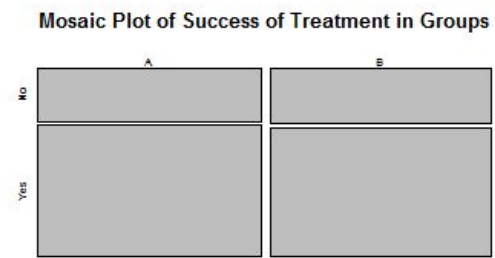 Mosaic Plot of Success of Treatment in Groups
A B
No
Yes